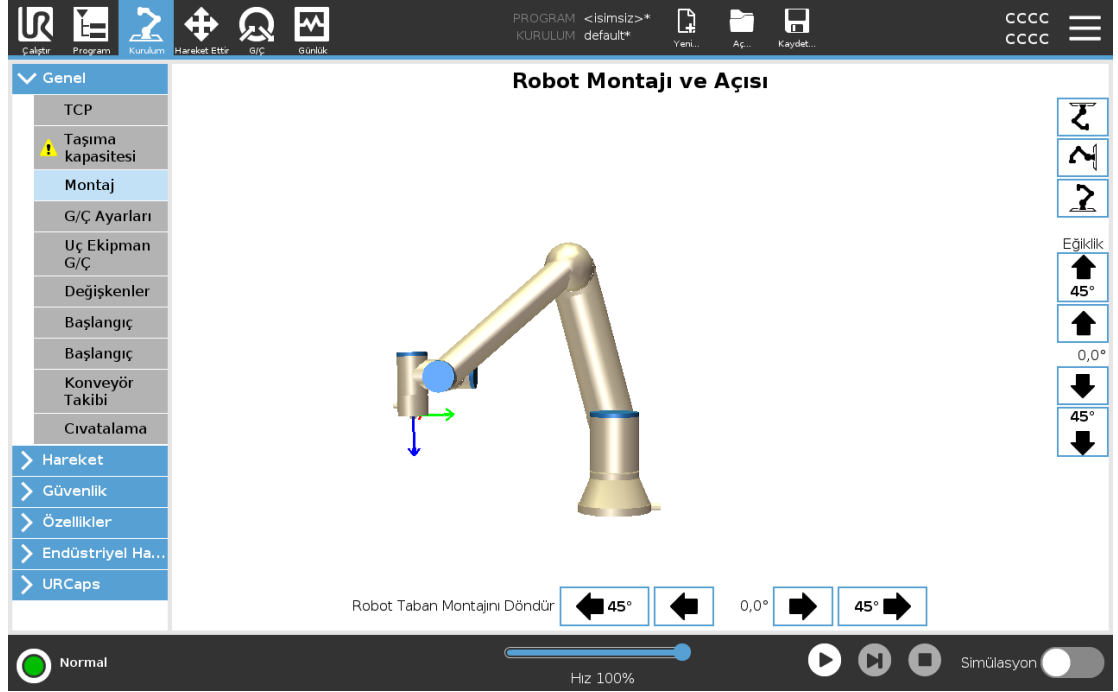 PROGRAM <isimsiz>*
KURULUM default*
Çalıştır
Program
Kurulum
Hareket Ettir
G/Ç
Günlük
Yeni...
Aç...
Kaydet...
CCCC
CCCC
Genel
TCP
Taşıma
kapasitesi
Montaj
G/Ç Ayarları
Uç Ekipman
G/Ç
Değişkenler
Başlangıç
Başlangıç
Konveyör
Takibi
Cıvatalama
Hareket
Güvenlik
Özellikler
Endüstriyel Ha...
URCaps
Robot Montajı ve Açısı
Eğiklik
45°
0,0°
45°
Robot Taban Montajını Döndür
45°
0,0°
45°
Normal
Hız 100%
Simülasyon